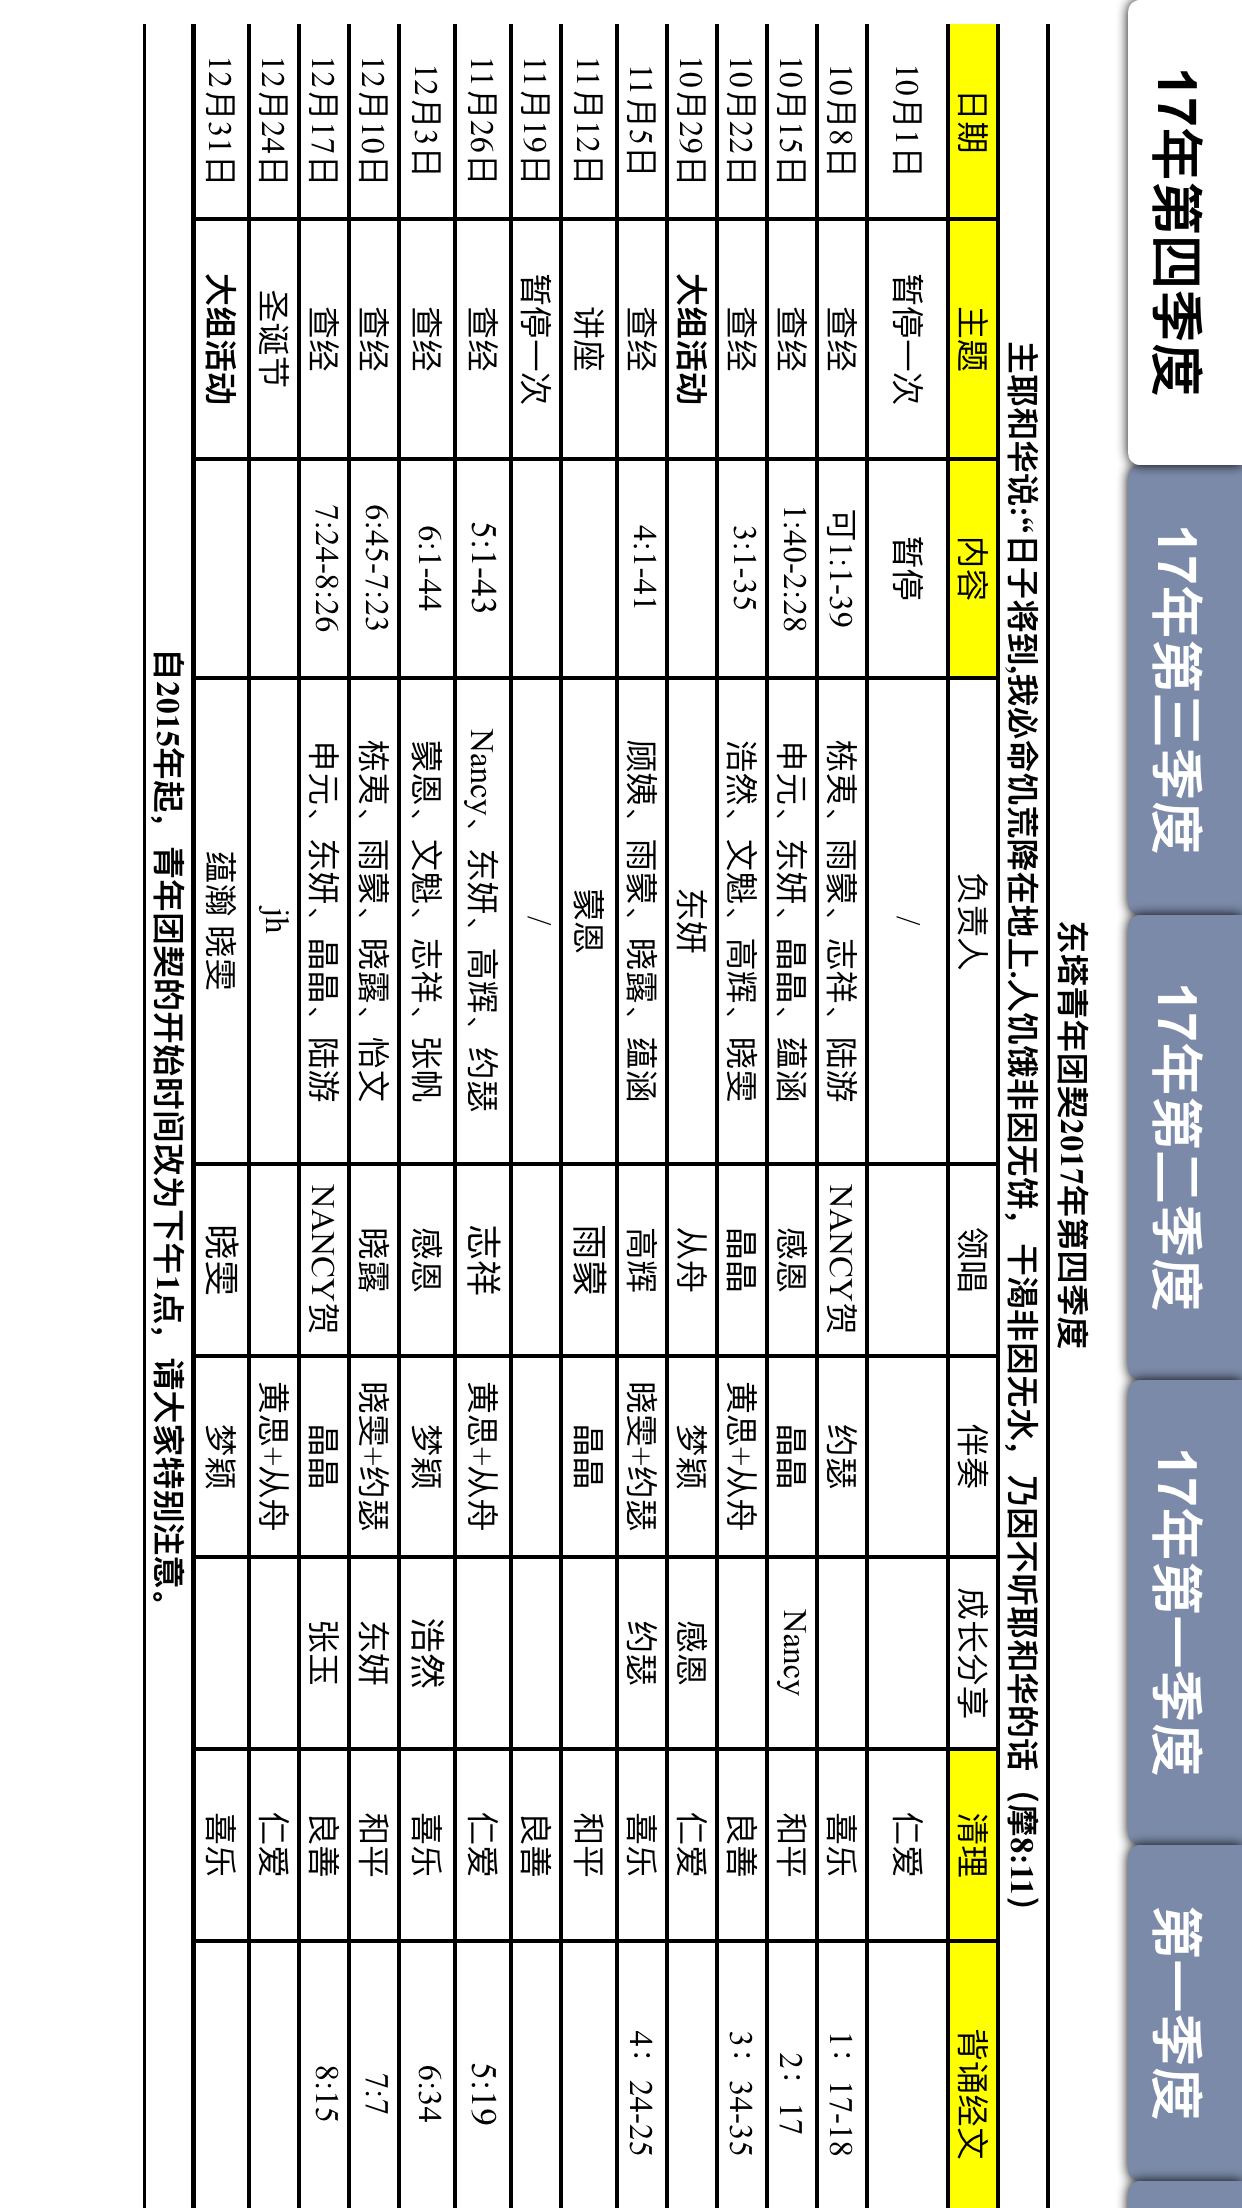 17年第四季度 17年第三季度 17年第二季度 17年第一季度 第一季度
东塔青年团契2017年第四季度
主耶和华说:“日子将到,我必命饥荒降在地上.人饥饿非因无饼，干渴非因无水，乃因不听耶和华的话（摩8:11）
日期 主题 内容 负责人 领唱 伴奏 成长分享 清理 背诵经文
10月1日 暂停一次 暂停 / 仁爱
10月8日 查经 可1:1-39 栋夷、雨蒙、志祥、陆游 NANCY贺 约瑟 喜乐 1：17-18
10月15日 查经 1:40-2:28 申元、东妍、晶晶、蕴涵 感恩 晶晶 Nancy 和平 2：17
10月22日 查经 3:1-35 浩然、文魁、高辉、晓雯 晶晶 黄思+从舟 良善 3：34-35
10月29日 大组活动 东妍 从舟 梦颖 感恩 仁爱
11月5日 查经 4:1-41 顾姨、雨蒙、晓露、蕴涵 高辉 晓雯+约瑟 约瑟 喜乐 4：24-25
11月12日 讲座 蒙恩 雨蒙 晶晶 和平
11月19日 暂停一次 / 良善
11月26日 查经 5:1-43 Nancy、东妍、高辉、约瑟 志祥 黄思+从舟 仁爱 5:19
12月3日 查经 6:1-44 蒙恩、文魁、志祥、张帆 感恩 梦颖 浩然 喜乐 6:34
12月10日 查经 6:45-7:23 栋夷、雨蒙、晓露、怡文 晓露 晓雯+约瑟 东妍 和平 7:7
12月17日 查经 7:24-8:26 申元、东妍、晶晶、陆游 NANCY贺 晶晶 张玉 良善 8:15
12月24日 圣诞节 jh 黄思+从舟 仁爱
12月31日 大组活动 蕴瀚 晓雯 晓雯 梦颖 喜乐
自2015年起，青年团契的开始时间改为下午1点，请大家特别注意。